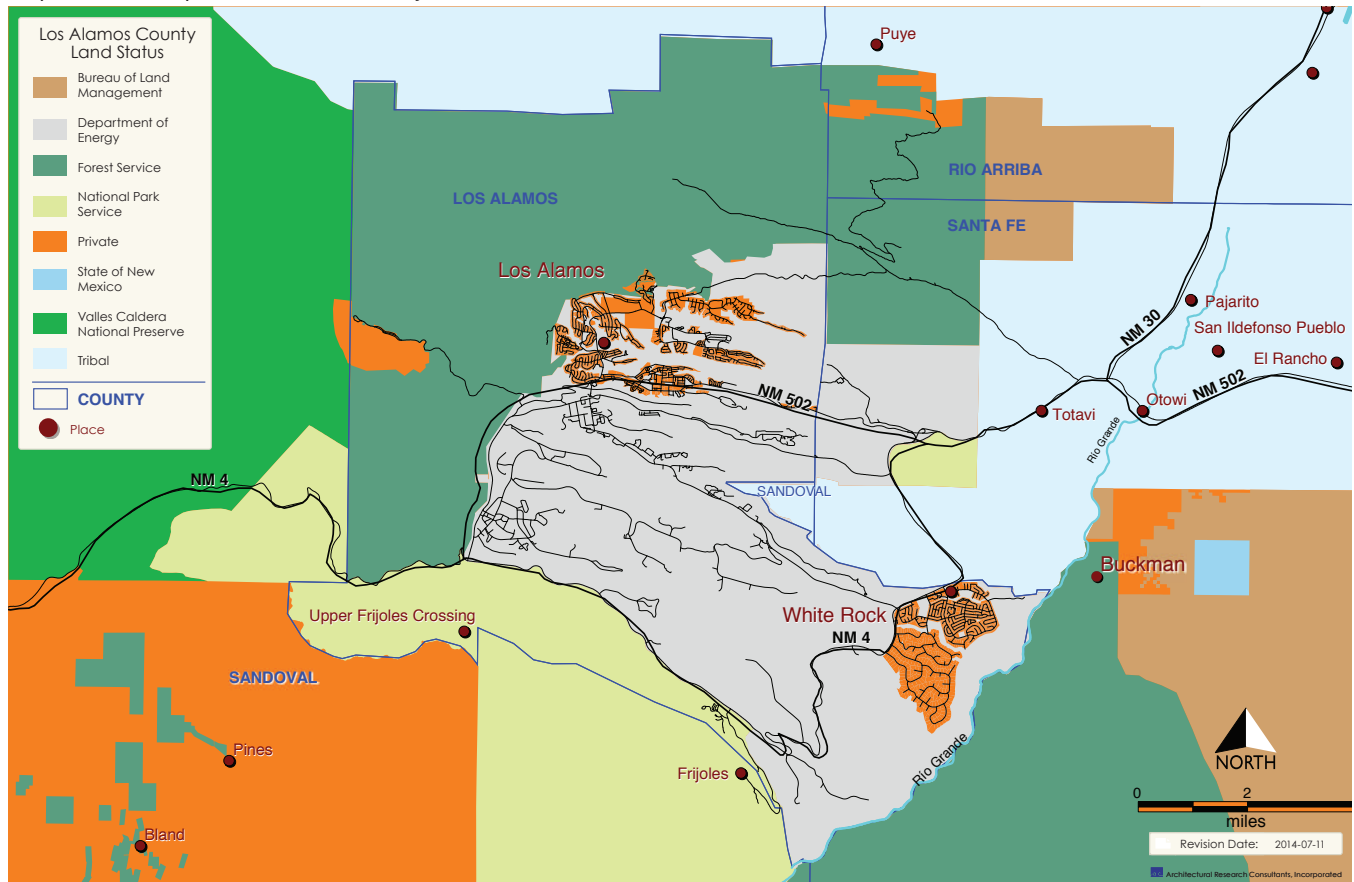 Los Alamos County
Land Status
Bureau of Land
Management
Department of
Energy
Forest Service
National Park
Service
Private
State of New
Mexico
Valles Caldera
National Preserve
Tribal
COUNTY
Place
Puye
RIO ARRIBA
LOS ALAMOS
SANTA FE
Los Alamos
Pajarito
NM 30
San Ildefonso Pueblo
El Rancho
NM 502
NM 502
Totavi
Otowi
Rio Grande
NM 4
SANDOVAL
Buckman
White Rock
Upper Frijoles Crossing
NM 4
SANDOVAL
Pines
Frijoles
Rio Grande
NORTH
Bland
0 2
miles
Revision Date: 2014-07-11
Architectural Research Consultants, Incorporated